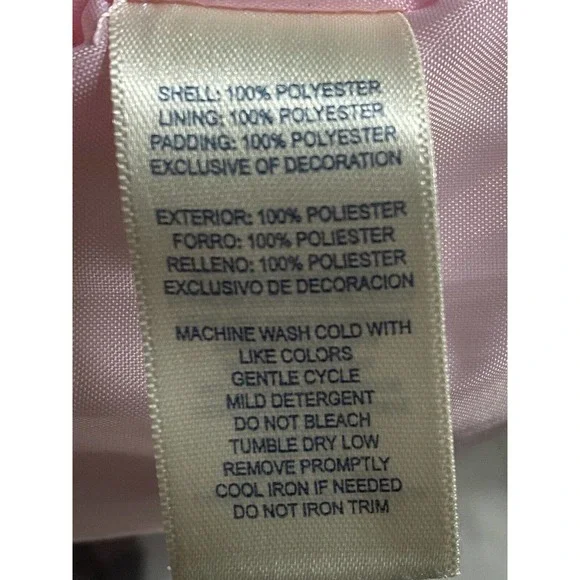 SHELL: 100% POLYESTER
LINING: 100% POLYESTER
PADDING: 100% POLYESTER
EXCLUSIVE OF DECORATION
EXTERIOR: 100% POLIESTER
FORRO: 100% POLIESTER
RELLENO: 100% POLIESTER
EXCLUSIVO DE DECORACION
MACHINE WASH COLD WITH
LIKE COLORS
GENTLE CYCLE
MILD DETERGENT
DO NOT BLEACH
TUMBLE DRY LOW
REMOVE PROMPTLY
COOL IRON IF NEEDED
DO NOT IRON TRIM